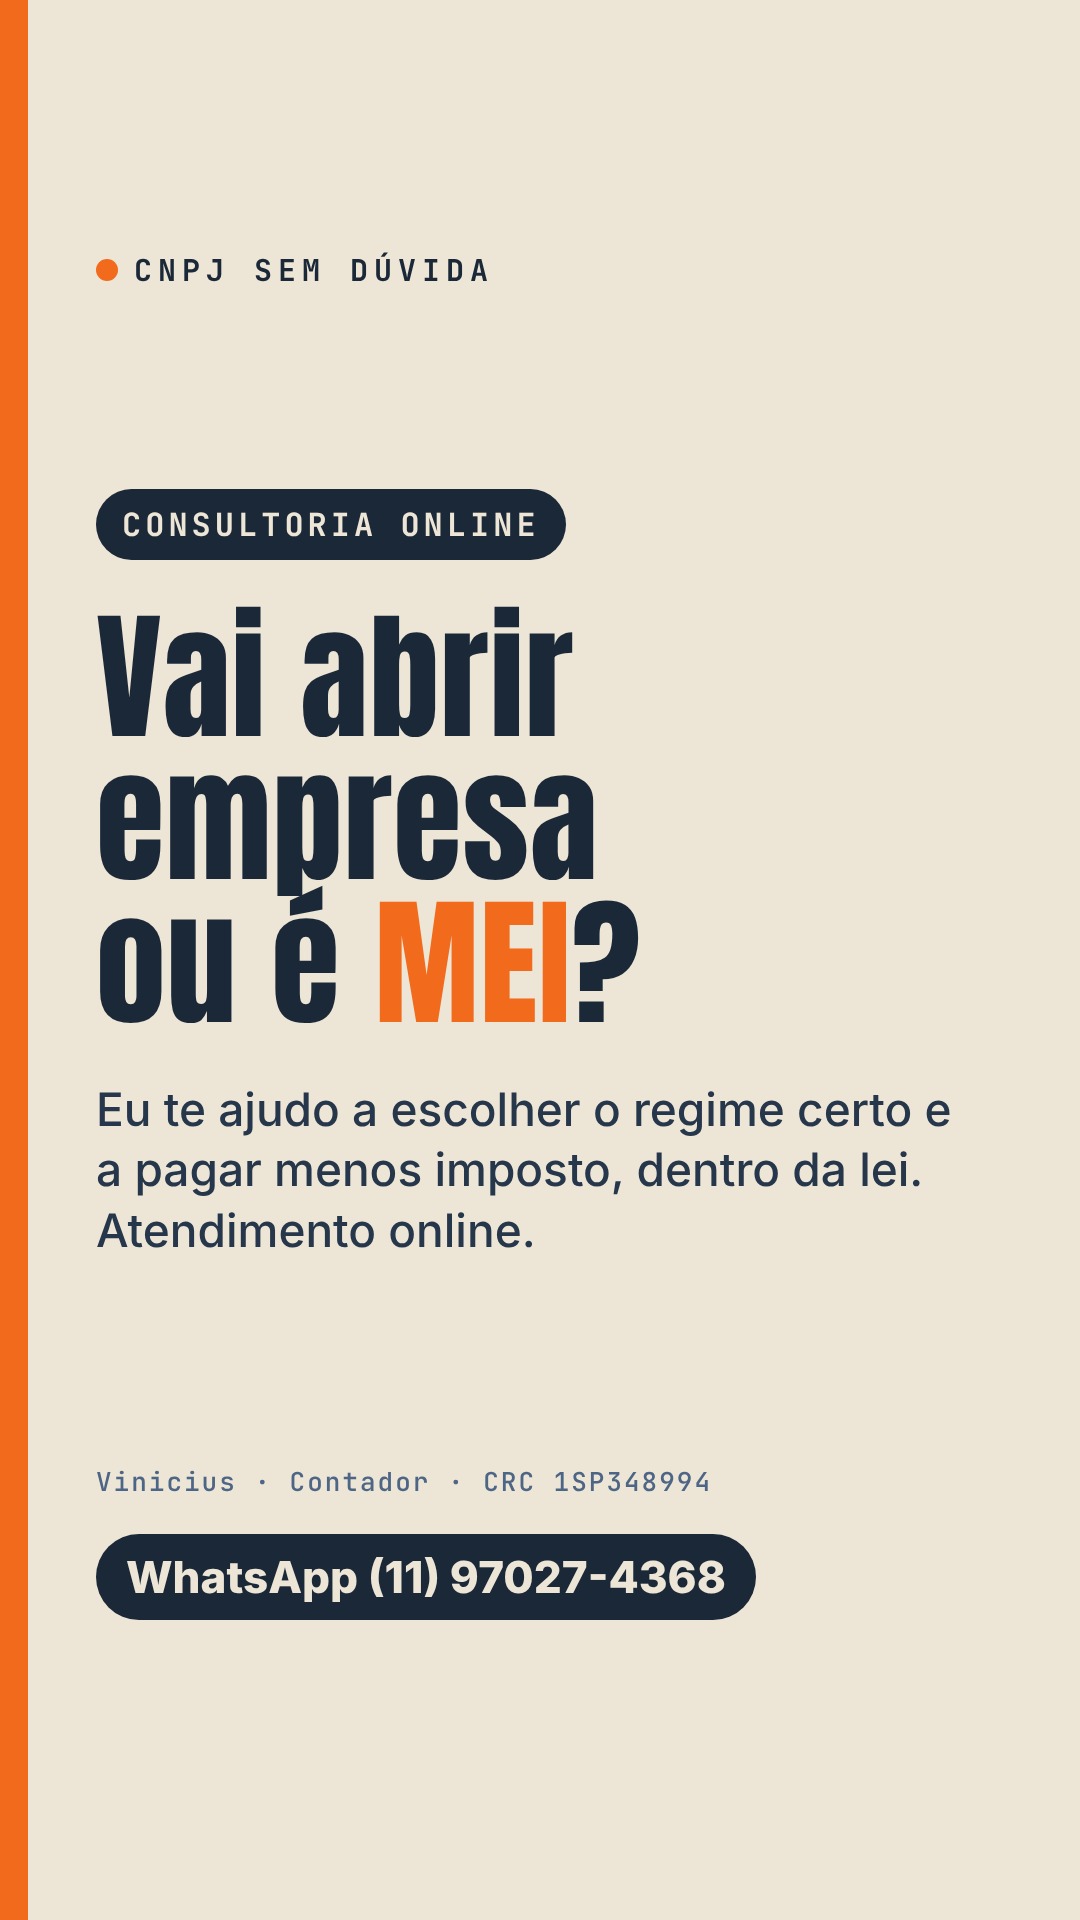 CNPJ SEM DÚVIDA
CONSULTORIA ONLINE
Vai abrir
empresa
ou é MEI?
Eu te ajudo a escolher o regime certo e
a pagar menos imposto, dentro da lei.
Atendimento online.
Vinicius · Contador · CRC 1SP348994
WhatsApp (11) 97027-4368